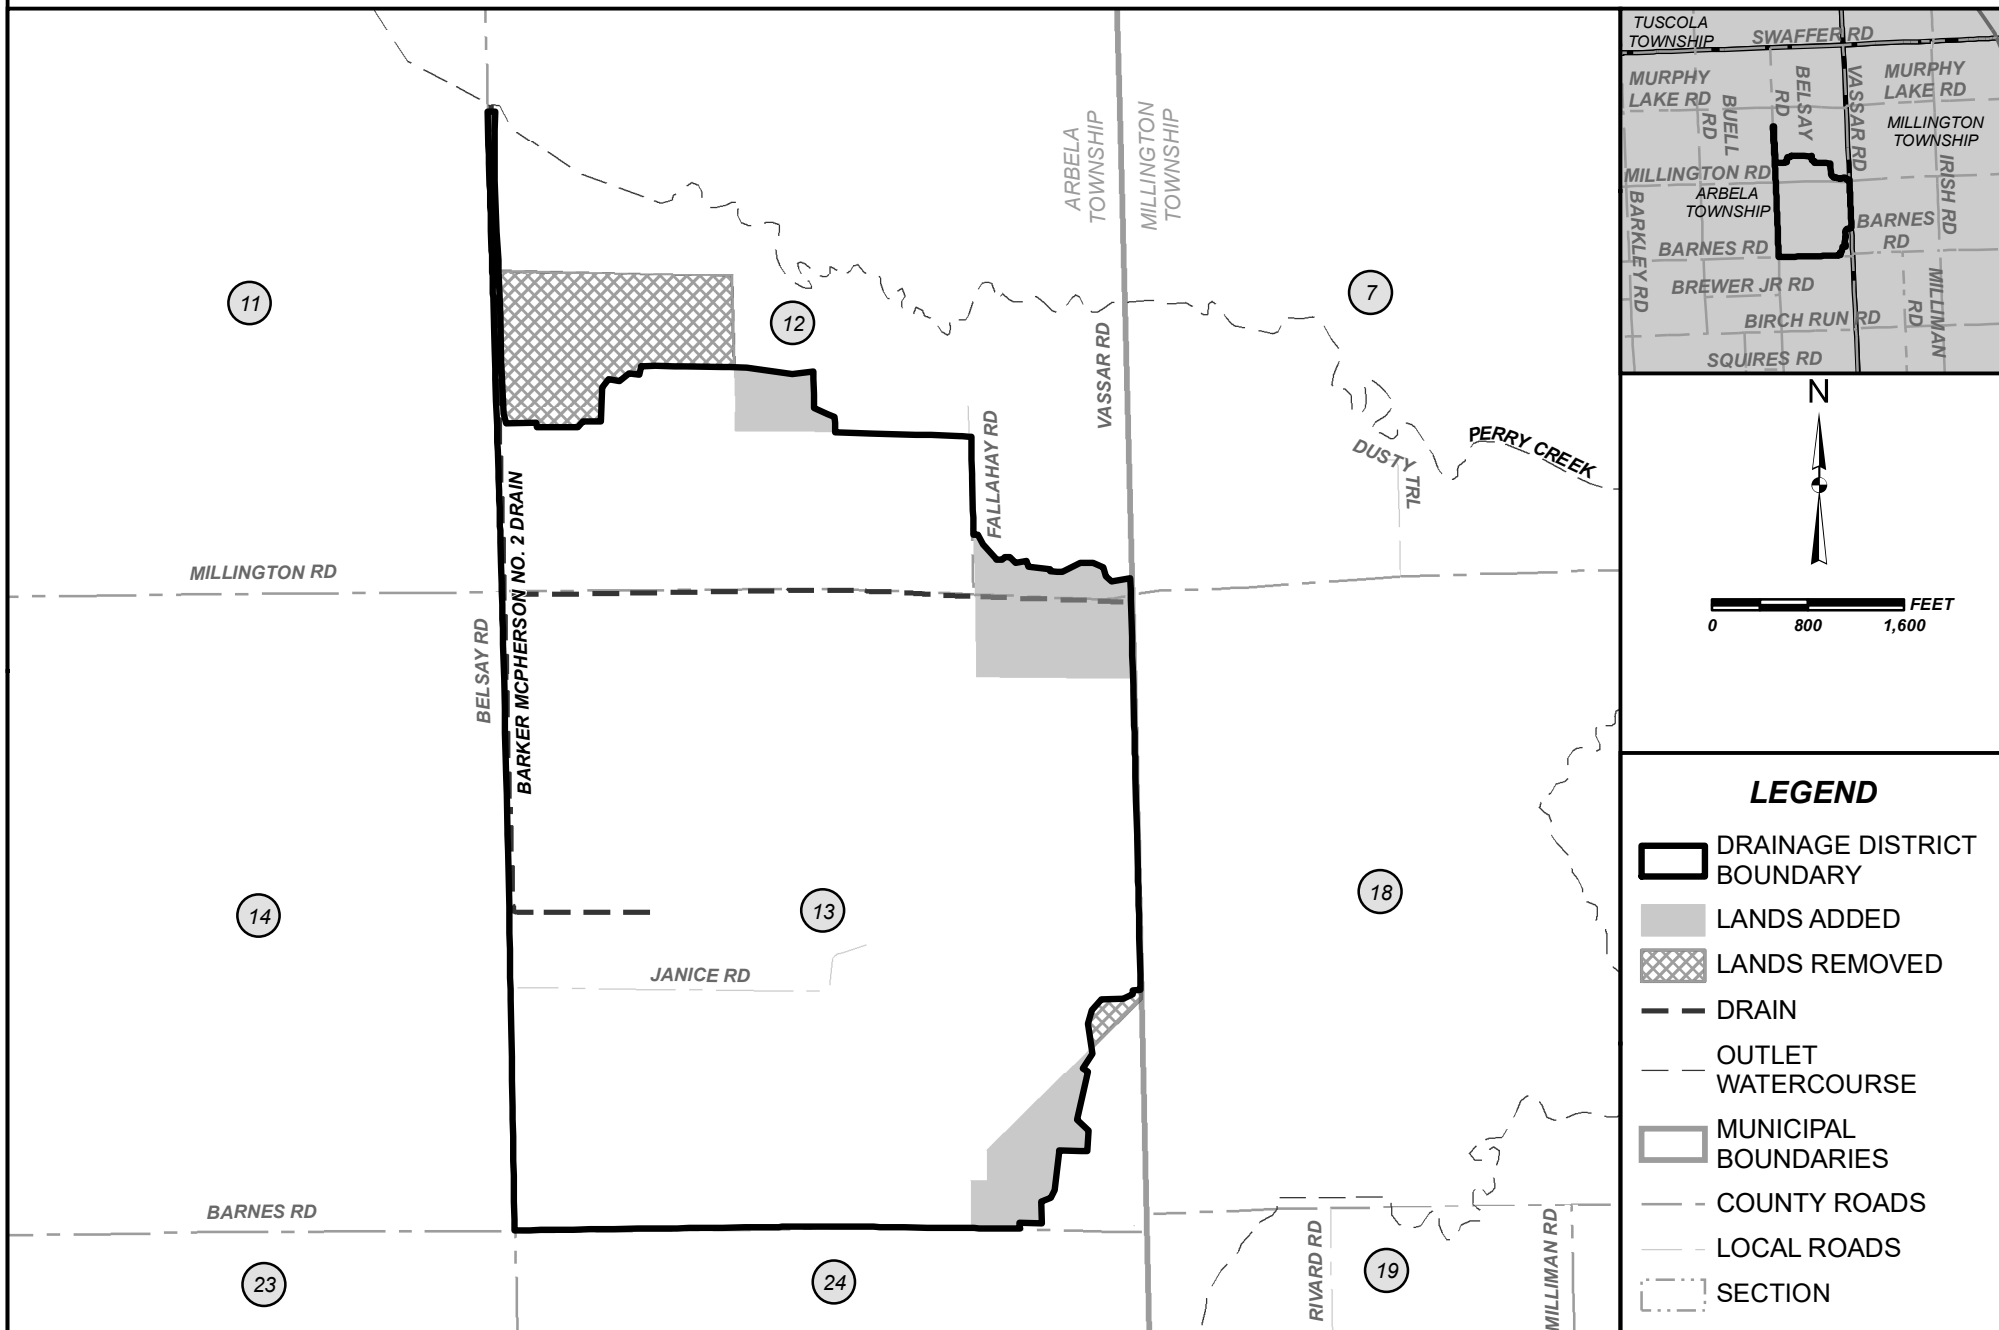 ARBELA
TOWNSHIP
MILLINGTON
TOWNSHIP
11
12
7
VASSAR RD
FALLAHAY RD
DUSTY TRL
PERRY CREEK
MILLINGTON RD
BELSAY RD
BARKER MCPHERSON NO. 2 DRAIN
14
13
18
JANICE RD
BARNES RD
23
24
19
RIVARD RD
MILLIMAN RD
TUSCOLA
TOWNSHIP
SWAFFER RD
MURPHY
LAKE RD
BUELL
RD
BELSAY
RD
VASSAR RD
MURPHY
LAKE RD
MILLINGTON
TOWNSHIP
MILLINGTON RD
ARBELA
TOWNSHIP
IRISH RD
BARKLEY RD
BARNES RD
BARNES
RD
BREWER JR RD
MILLIMAN
RD
BIRCH RUN RD
SQUIRES RD
N
FEET
0 800 1,600
LEGEND
DRAINAGE DISTRICT
BOUNDARY
LANDS ADDED
LANDS REMOVED
DRAIN
OUTLET
WATERCOURSE
MUNICIPAL
BOUNDARIES
COUNTY ROADS
LOCAL ROADS
SECTION